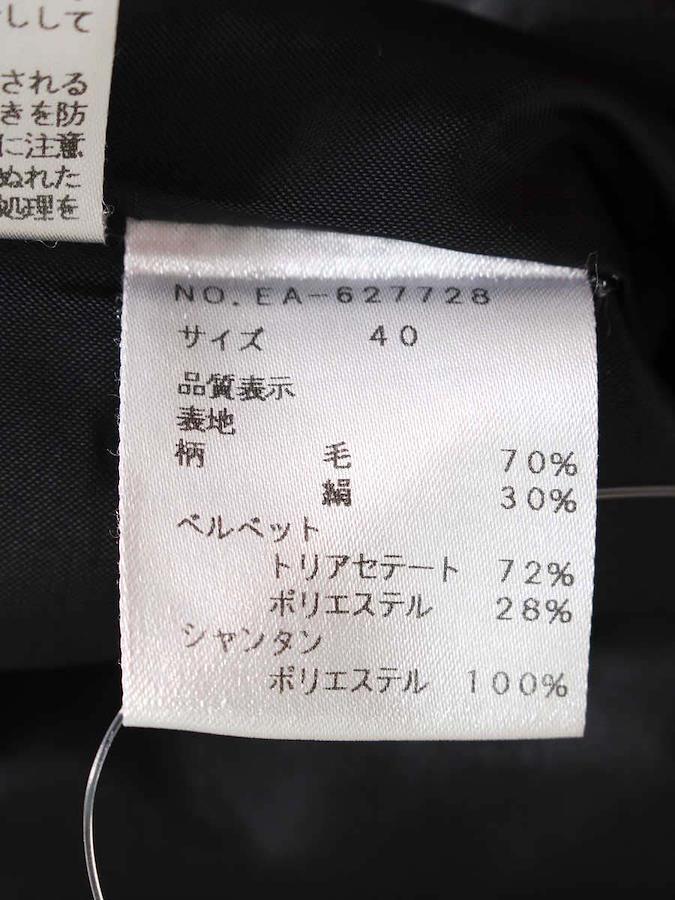 して
される
きを防
に注意
ぬれた
処理を
NO.EA-627728
サイズ 40
品質表示
表地
柄 毛 70%
絹 30%
ベルベット
トリアセテート 72%
ポリエステル 28%
シャンタン
ポリエステル 100%